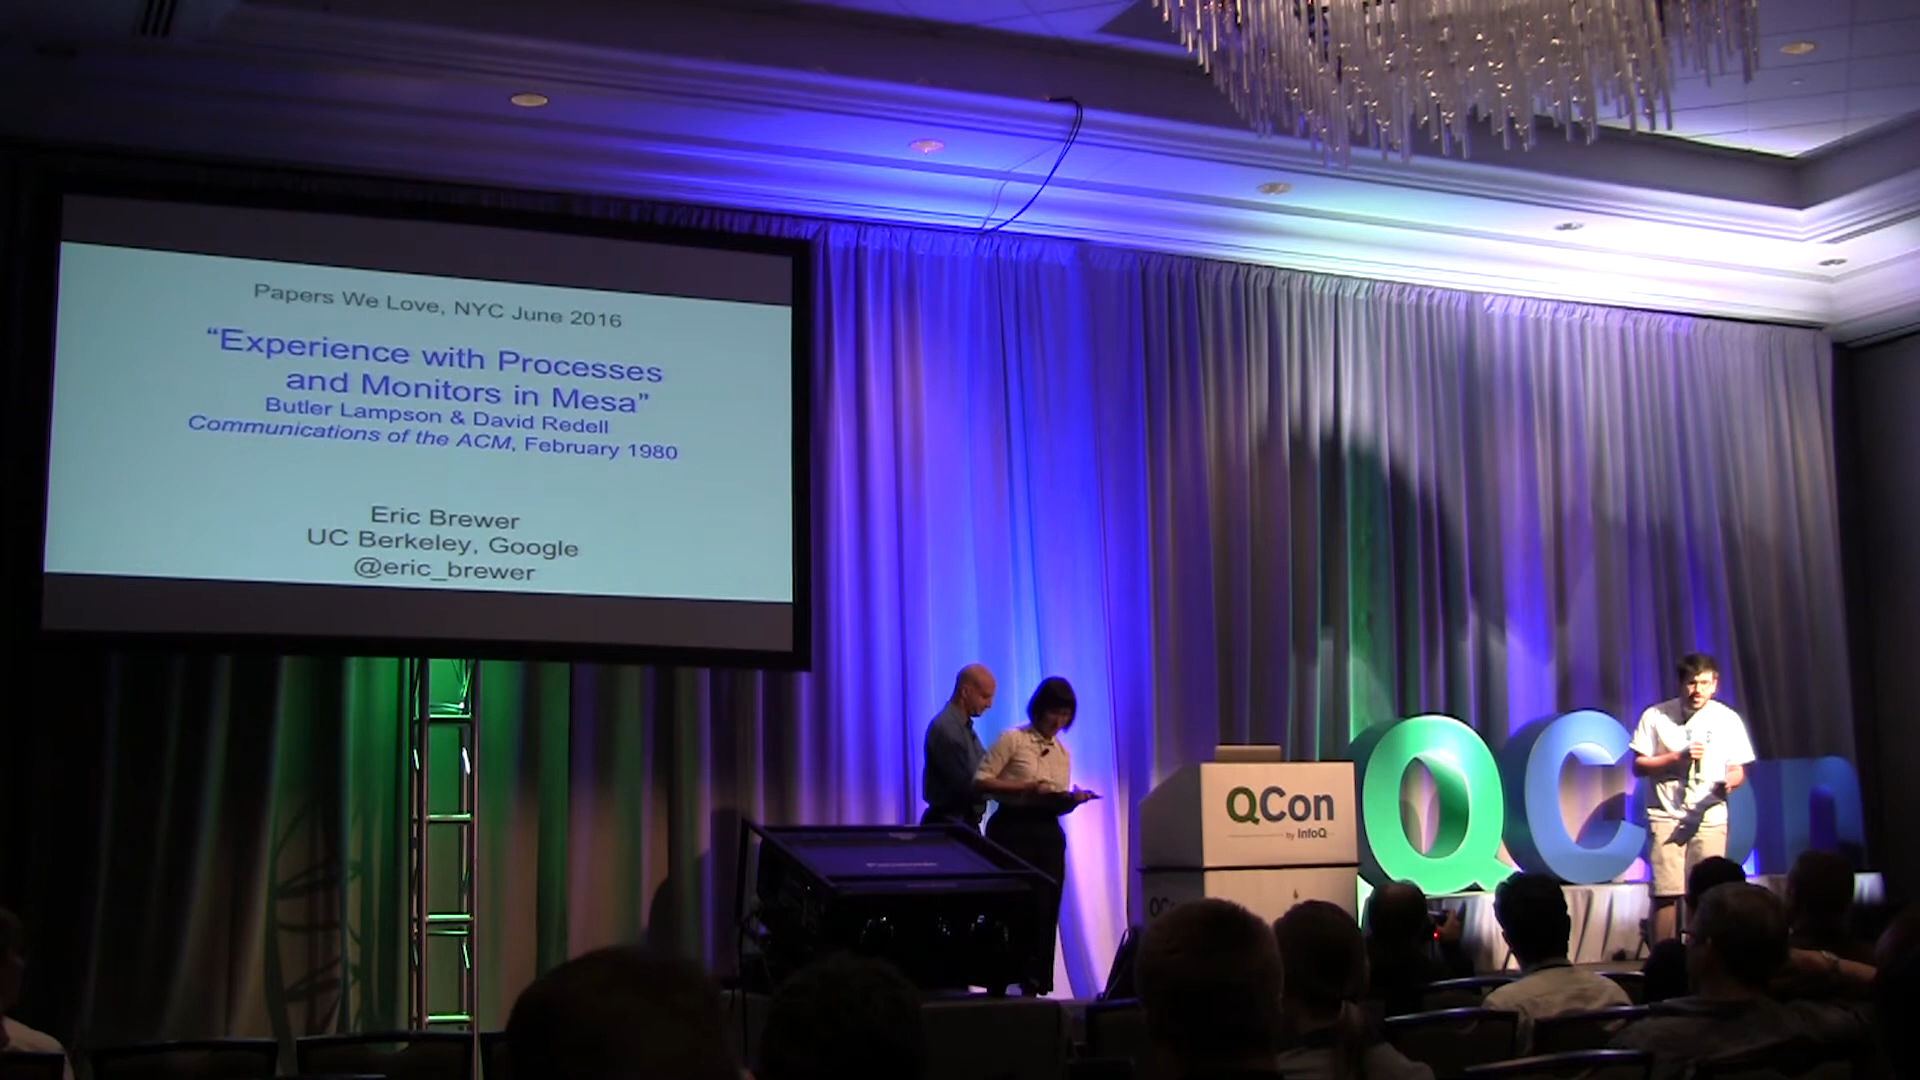 Papers We Love, NYC June 2016
“Experience with Processes
and Monitors in Mesa”
Butler Lampson & David Redell
Communications of the ACM, February 1980
Eric Brewer
UC Berkeley, Google
@eric_brewer
QCon
by InfoQ
QCon